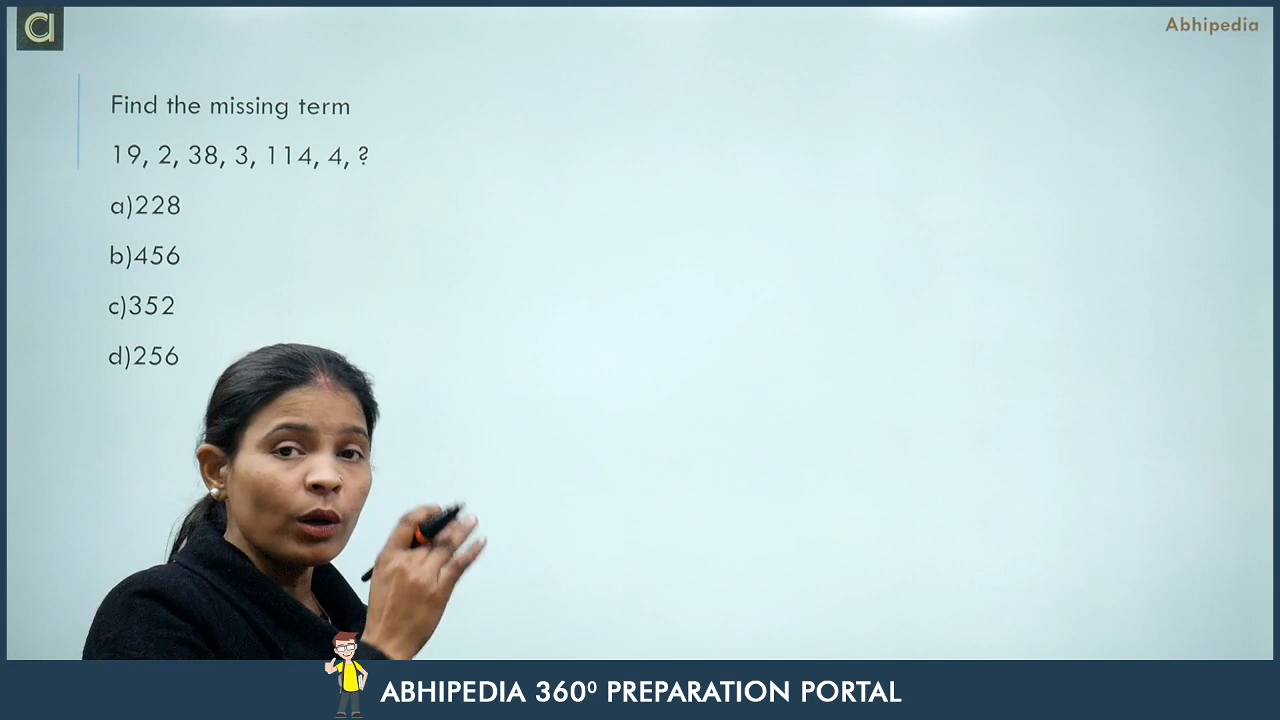 a
Abhipedia
Find the missing term
19, 2, 38, 3, 114, 4, ?
a)228
b)456
c)352
d)256
ABHIPEDIA 360⁰ PREPARATION PORTAL